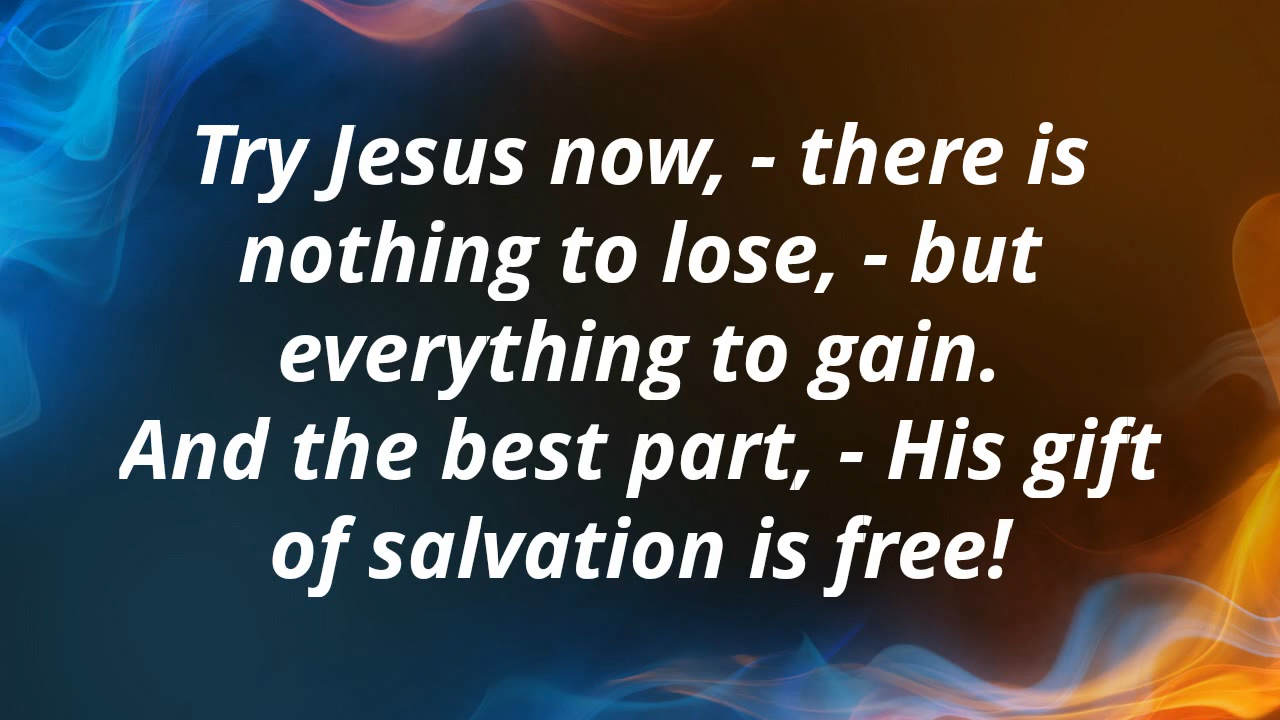 Try Jesus now, - there is
nothing to lose, - but
everything to gain.
And the best part, - His gift
of salvation is free!